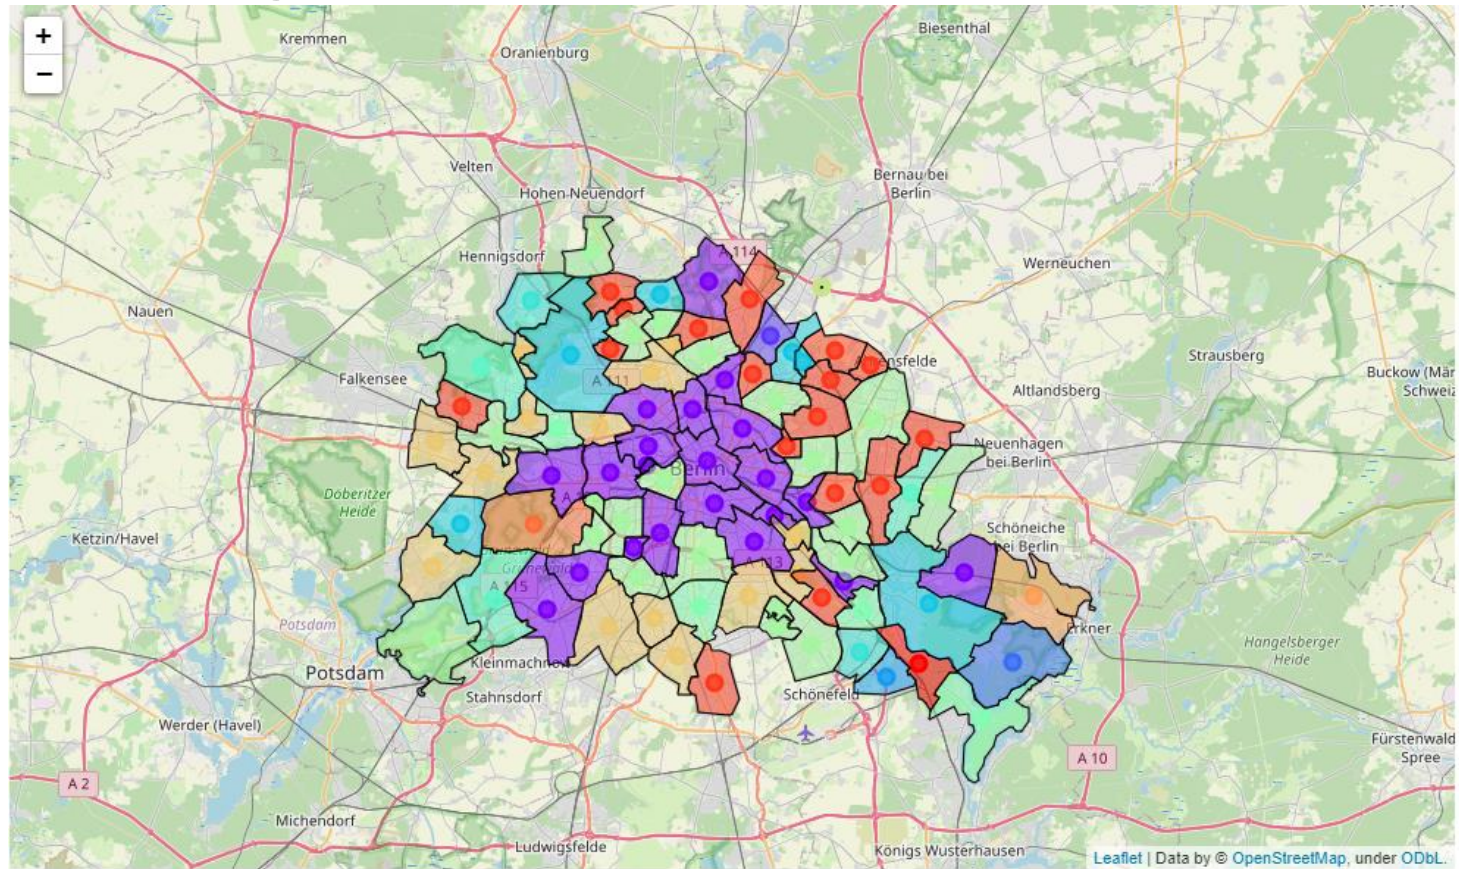 +
−
Kremmen
Oranienburg
Biesenthal
Velten
Hohen Neuendorf
Bernau bei
Berlin
Hennigsdorf
A 114
Werneuchen
Nauen
Strausberg
Falkensee
A 111
Altlandsberg
Buckow (Mär
Schweiz
Neuenhagen
bei Berlin
Berlin
Döberitzer
Heide
Ketzin/Havel
Schöneiche
bei Berlin
Grunewald
A 115
Potsdam
Erkner
Hangelsberger
Heide
Kleinmachnow
Potsdam
Stahnsdorf
Schönefeld
Werder (Havel)
Fürstenwald
Spree
A 10
A 2
Michendorf
Ludwigsfelde
Königs Wusterhausen
Leaflet | Data by © OpenStreetMap, under ODbL.